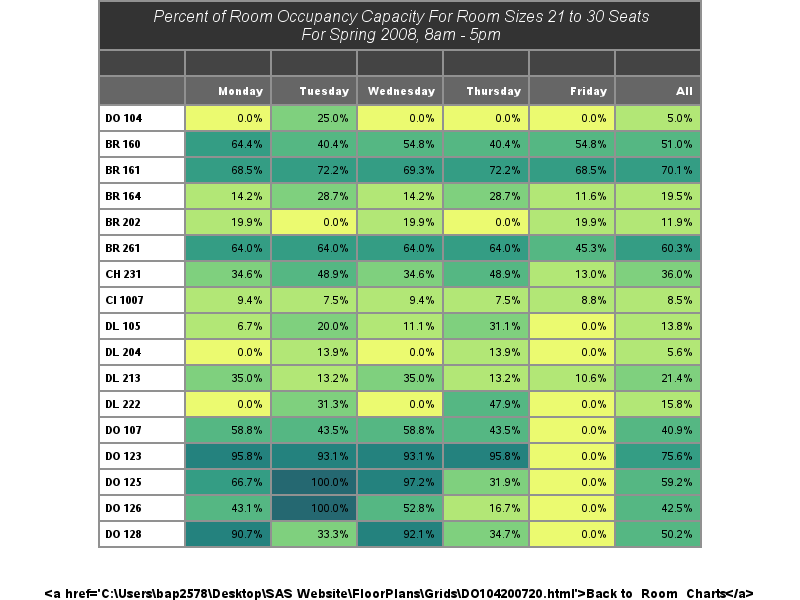 Percent of Room Occupancy Capacity For Room Sizes 21 to 30 Seats
For Spring 2008, 8am - 5pm
Monday Tuesday Wednesday Thursday Friday All
DO 104 0.0% 25.0% 0.0% 0.0% 0.0% 5.0%
BR 160 64.4% 40.4% 54.8% 40.4% 54.8% 51.0%
BR 161 68.5% 72.2% 69.3% 72.2% 68.5% 70.1%
BR 164 14.2% 28.7% 14.2% 28.7% 11.6% 19.5%
BR 202 19.9% 0.0% 19.9% 0.0% 19.9% 11.9%
BR 261 64.0% 64.0% 64.0% 64.0% 45.3% 60.3%
CH 231 34.6% 48.9% 34.6% 48.9% 13.0% 36.0%
CI 1007 9.4% 7.5% 9.4% 7.5% 8.8% 8.5%
DL 105 6.7% 20.0% 11.1% 31.1% 0.0% 13.8%
DL 204 0.0% 13.9% 0.0% 13.9% 0.0% 5.6%
DL 213 35.0% 13.2% 35.0% 13.2% 10.6% 21.4%
DL 222 0.0% 31.3% 0.0% 47.9% 0.0% 15.8%
DO 107 58.8% 43.5% 58.8% 43.5% 0.0% 40.9%
DO 123 95.8% 93.1% 93.1% 95.8% 0.0% 75.6%
DO 125 66.7% 100.0% 97.2% 31.9% 0.0% 59.2%
DO 126 43.1% 100.0% 52.8% 16.7% 0.0% 42.5%
DO 128 90.7% 33.3% 92.1% 34.7% 0.0% 50.2%
<a href='C:\Users\bap2578\Desktop\SAS Website\FloorPlans\Grids\DO104200720.html'>Back to Room Charts</a>